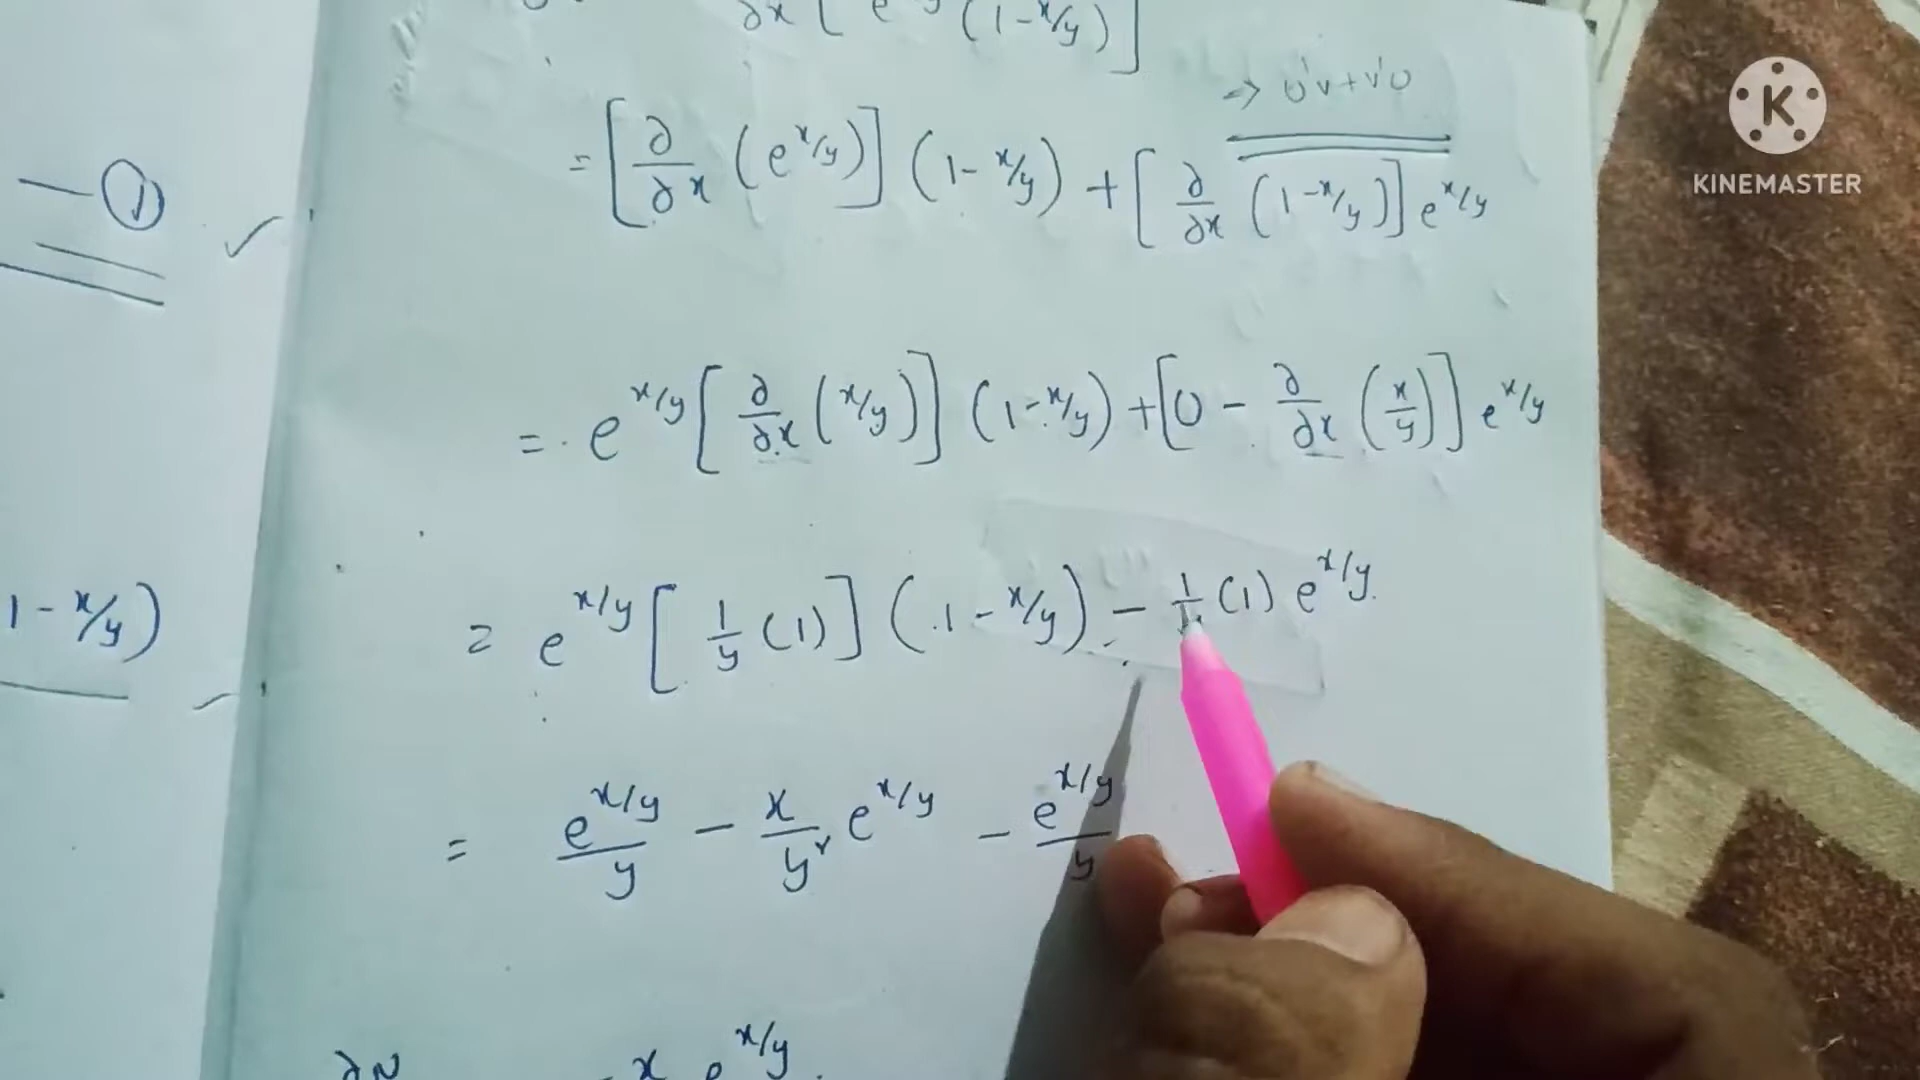 ∂x [ e (1-x/y) ]
→ U'V + V'U
KINEMASTER
= [ ∂/∂x (e^x/y) ] (1-x/y) + [ ∂/∂x (1-x/y) ] e^x/y
— ①
= e^x/y [ ∂/∂x (x/y) ] (1-x/y) + [ 0 - ∂/∂x (x/y) ] e^x/y
1-x/y)
= e^x/y [ 1/y (1) ] (1-x/y) - 1/y (1) e^x/y
= e^x/y / y - x/y² e^x/y - e^x/y / y
∂N - x e^x/y